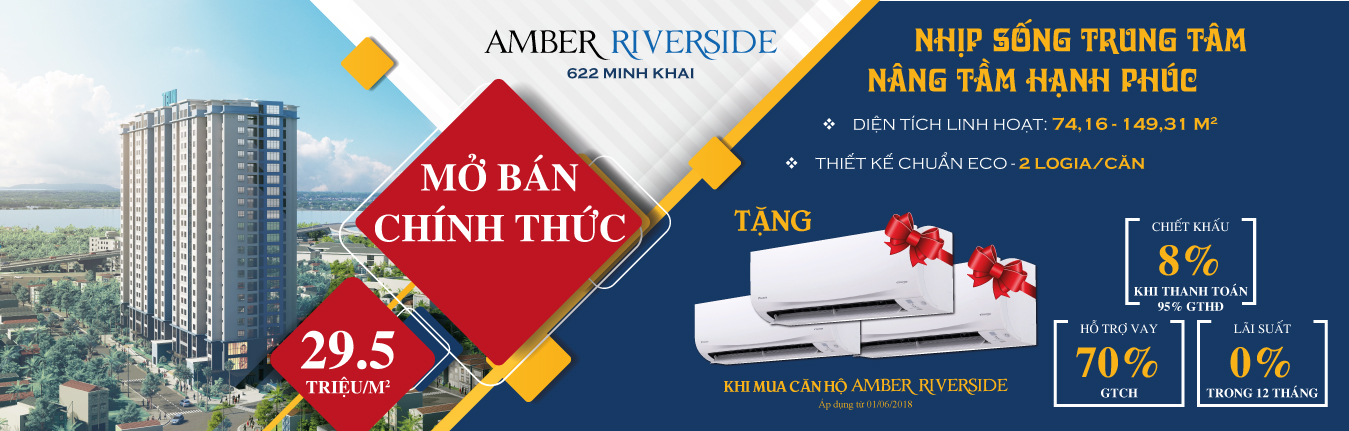 AMBER RIVERSIDE
622 MINH KHAI
MỞ BÁN
CHÍNH THỨC
29.5
TRIỆU/M²
NHỊP SỐNG TRUNG TÂM
NÂNG TẦM HẠNH PHÚC
❖ DIỆN TÍCH LINH HOẠT: 74,16 - 149,31 M²
❖ THIẾT KẾ CHUẨN ECO - 2 LOGIA/CĂN
TẶNG
KHI MUA CĂN HỘ AMBER RIVERSIDE
Áp dụng từ 01/06/2018
CHIẾT KHẤU
8%
KHI THANH TOÁN
95% GTHĐ
HỖ TRỢ VAY
70%
GTCH
LÃI SUẤT
0%
TRONG 12 THÁNG